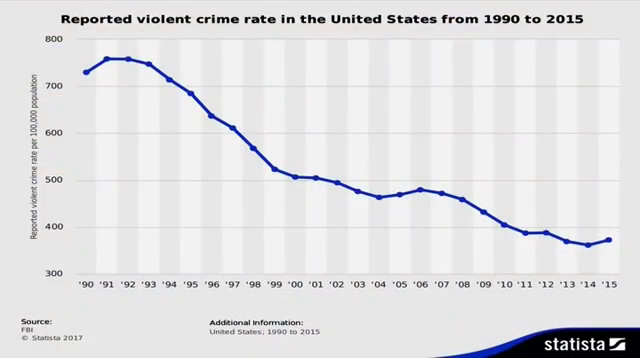 Reported violent crime rate in the United States from 1990 to 2015
Reported violent crime rate per 100,000 population
800
700
600
500
400
300
'90 '91 '92 '93 '94 '95 '96 '97 '98 '99 '00 '01 '02 '03 '04 '05 '06 '07 '08 '09 '10 '11 '12 '13 '14 '15
Source:
FBI
© Statista 2017
Additional Information:
United States; 1990 to 2015
statista